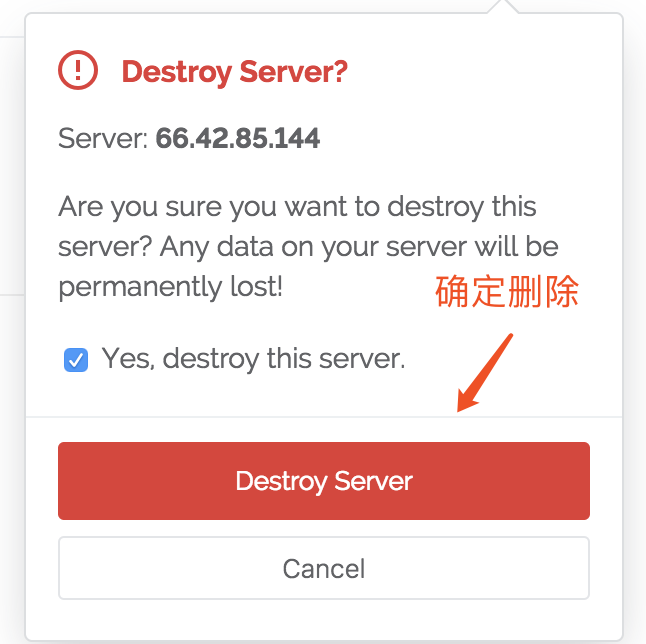 Destroy Server?
Server: 66.42.85.144
Are you sure you want to destroy this
server? Any data on your server will be
permanently lost!
确定删除
Yes, destroy this server.
Destroy Server
Cancel